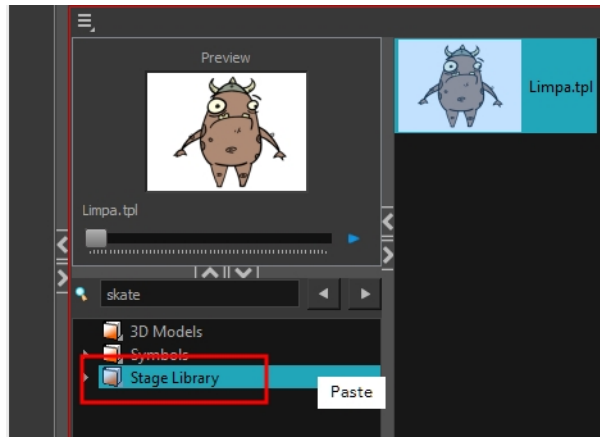 Preview
Limpa.tpl
Limpa.tpl
skate
3D Models
Symbols
Stage Library
Paste